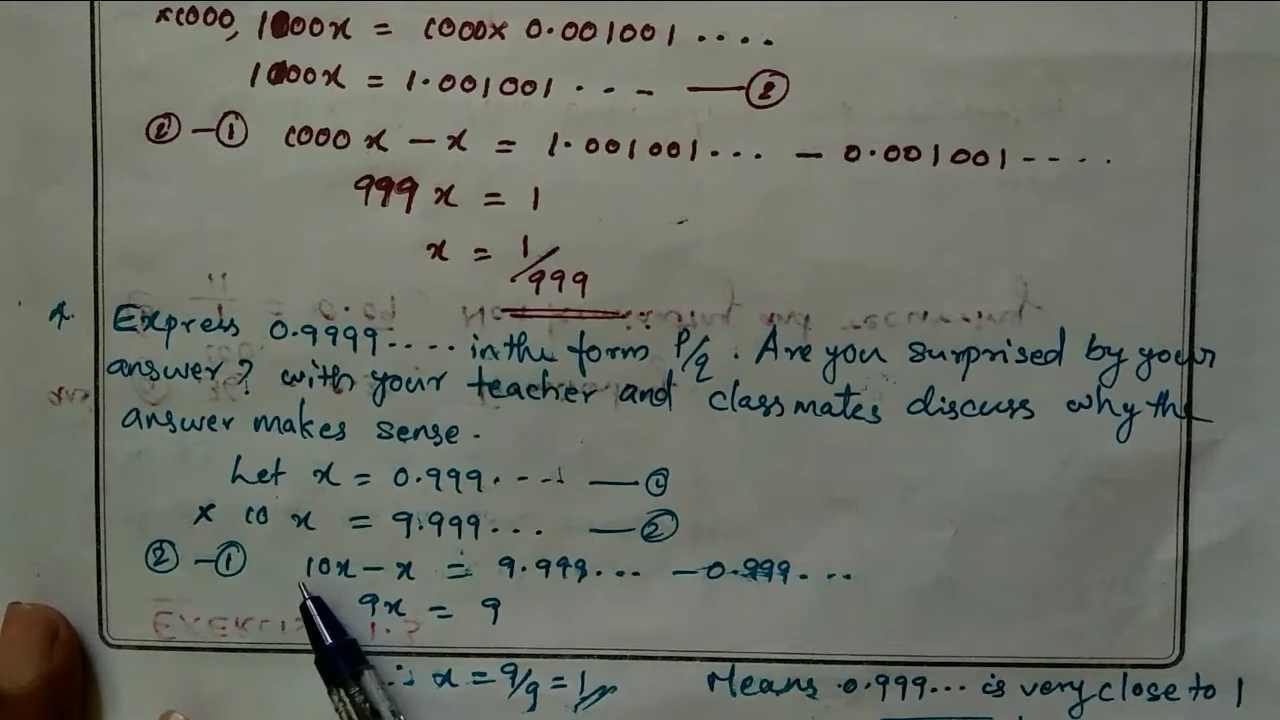 ×1000, 1000x = 1000× 0.001001 ....
1000x = 1.001001 ... — ②
② – ① 1000x – x = 1.001001... – 0.001001....
999x = 1
x = 1/999
Express 0.9999.... in the form P/q. Are you surprised by your
answer? with your teacher and classmates discuss why the
answer makes sense.
Let x = 0.999.... — ①
× 10 x = 9.999... — ②
② – ① 10x – x = 9.999... – 0.999...
9x = 9
∴ x = 9/9 = 1
Means 0.999... is very close to 1